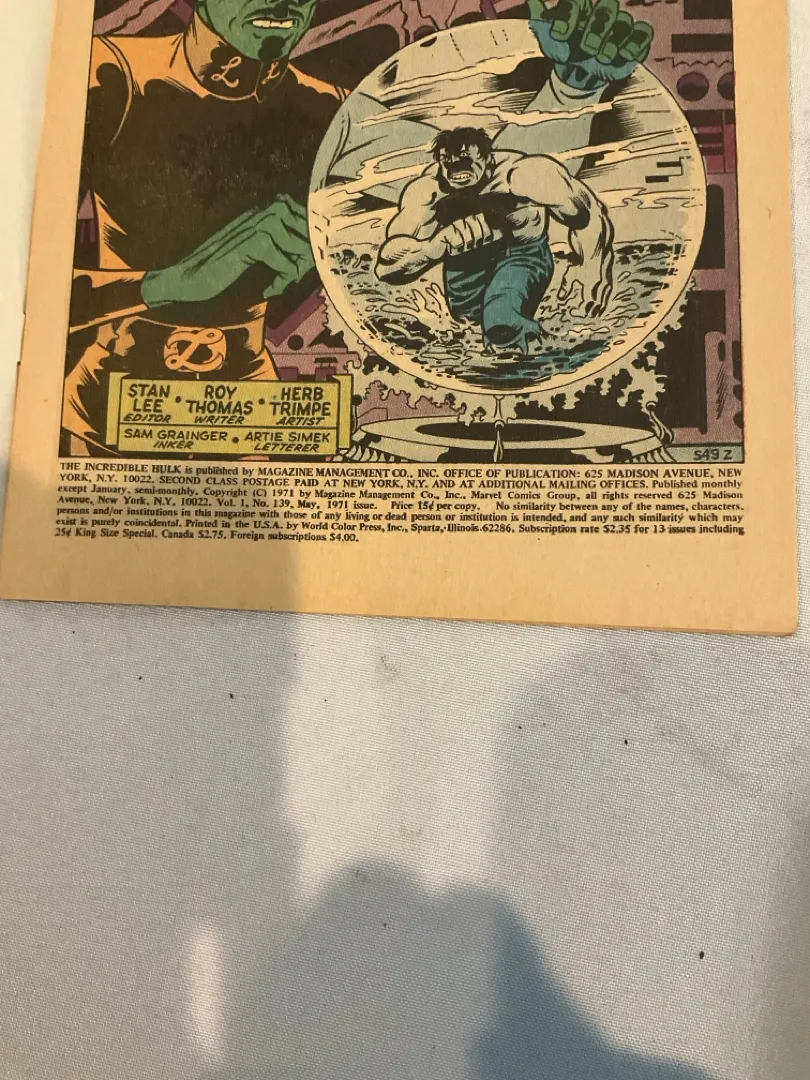 L L
L
STAN LEE EDITOR • ROY THOMAS WRITER • HERB TRIMPE ARTIST
SAM GRAINGER INKER • ARTIE SIMEK LETTERER
S49 Z
THE INCREDIBLE HULK is published by MAGAZINE MANAGEMENT CO., INC. OFFICE OF PUBLICATION: 625 MADISON AVENUE, NEW
YORK, N.Y. 10022. SECOND CLASS POSTAGE PAID AT NEW YORK, N.Y. AND AT ADDITIONAL MAILING OFFICES. Published monthly
except January, semi-monthly. Copyright (C) 1971 by Magazine Management Co., Inc., Marvel Comics Group, all rights reserved 625 Madison
Avenue, New York, N.Y. 10022. Vol. 1, No. 139, May, 1971 issue. Price 15¢ per copy. No similarity between any of the names, characters,
persons and/or institutions in this magazine with those of any living or dead person or institution is intended, and any such similarity which may
exist is purely coincidental. Printed in the U.S.A. by World Color Press, Inc., Sparta, Illinois 62286. Subscription rate $2.35 for 13 issues including
25¢ King Size Special. Canada $2.75. Foreign subscriptions $4.00.